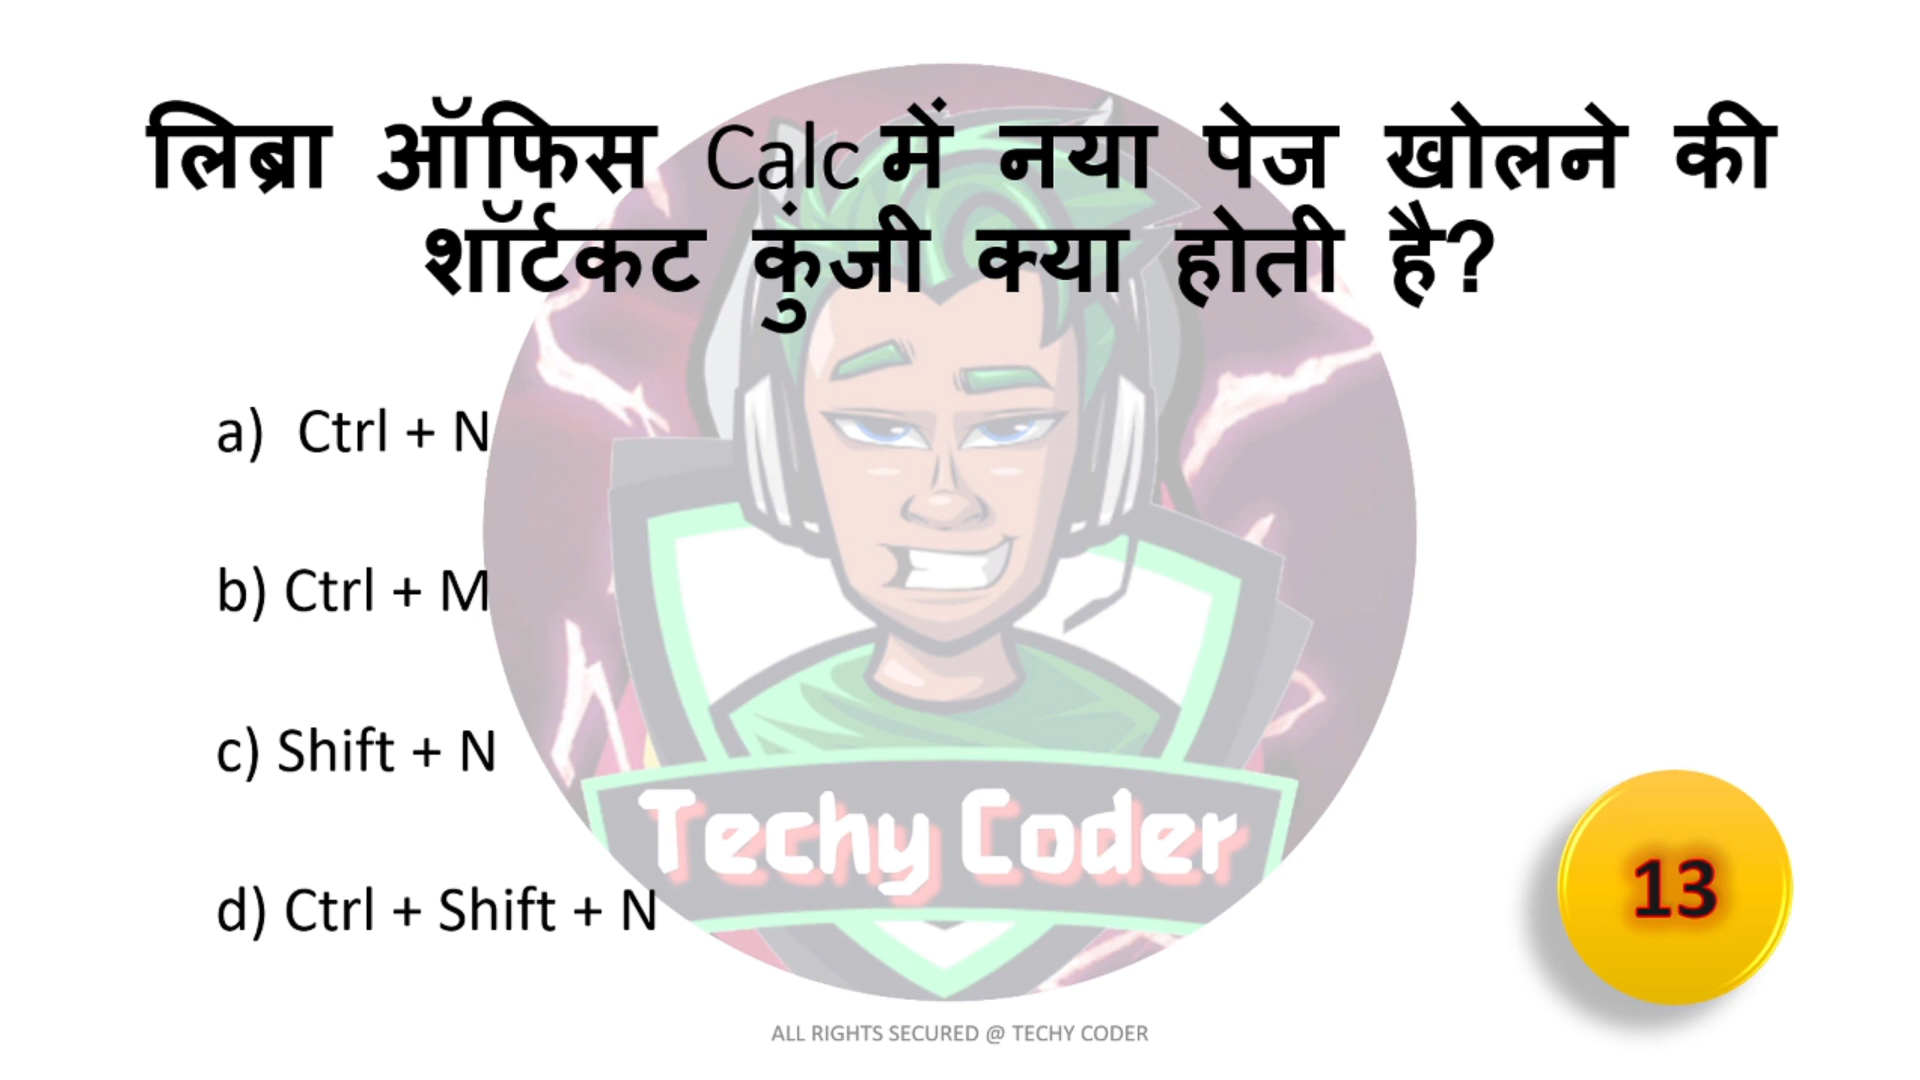 लिब्रा ऑफिस Calc में नया पेज खोलने की
शॉर्टकट कुंजी क्या होती है?
a) Ctrl + N
b) Ctrl + M
c) Shift + N
d) Ctrl + Shift + N
Techy Coder
13
ALL RIGHTS SECURED @ TECHY CODER